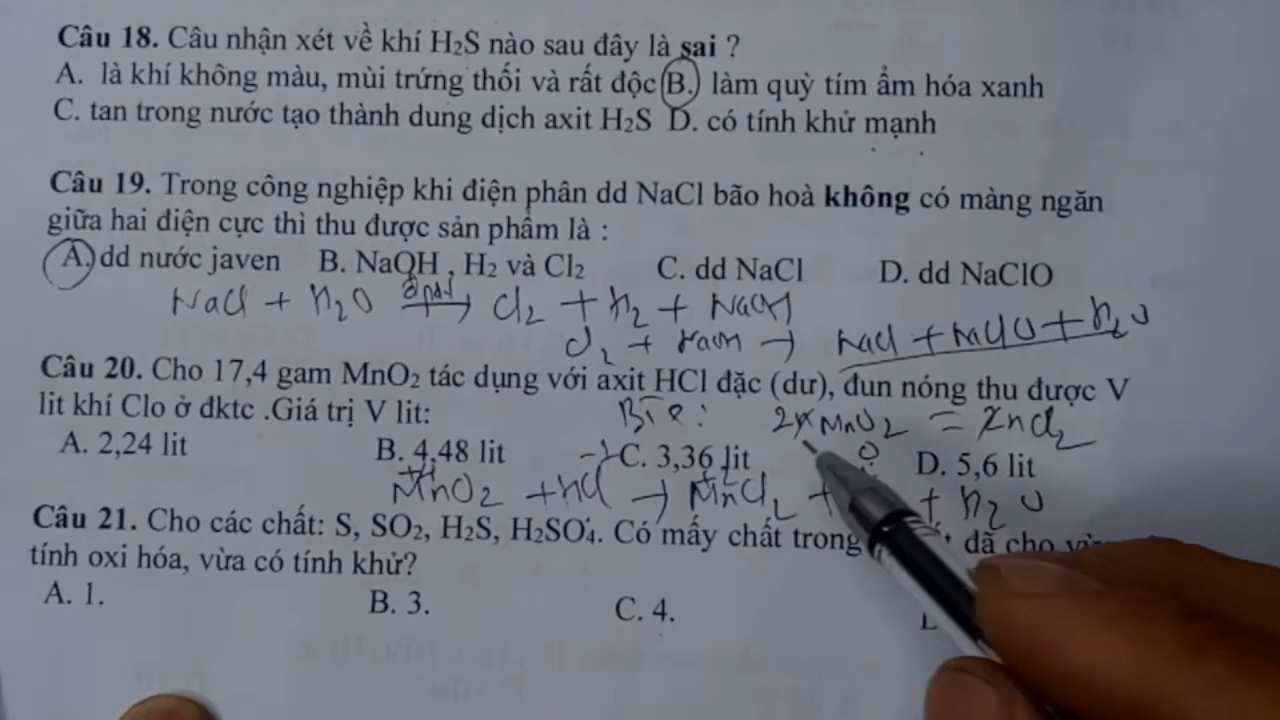 Câu 18. Câu nhận xét về khí H₂S nào sau đây là sai ?
A. là khí không màu, mùi trứng thối và rất độc B. làm quỳ tím ẩm hóa xanh
C. tan trong nước tạo thành dung dịch axit H₂S D. có tính khử mạnh
Câu 19. Trong công nghiệp khi điện phân dd NaCl bão hoà không có màng ngăn
giữa hai điện cực thì thu được sản phẩm là :
A. dd nước javen B. NaOH , H₂ và Cl₂ C. dd NaCl D. dd NaClO
NaCl + H₂O → Cl₂ + H₂ + NaOH
Cl₂ + NaOH → NaCl + NaClO + H₂O
Câu 20. Cho 17,4 gam MnO₂ tác dụng với axit HCl đặc (dư), đun nóng thu được V
lit khí Clo ở đktc .Giá trị V lit:
BTe: 2x MnO₂ =
A. 2,24 lit B. 4,48 lit C. 3,36 lit D. 5,6 lit
MnO₂ + HCl → MnCl₂ + + H₂O
Câu 21. Cho các chất: S, SO₂, H₂S, H₂SO₄. Có mấy chất trong đã cho
tính oxi hóa, vừa có tính khử?
A. 1. B. 3. C. 4.